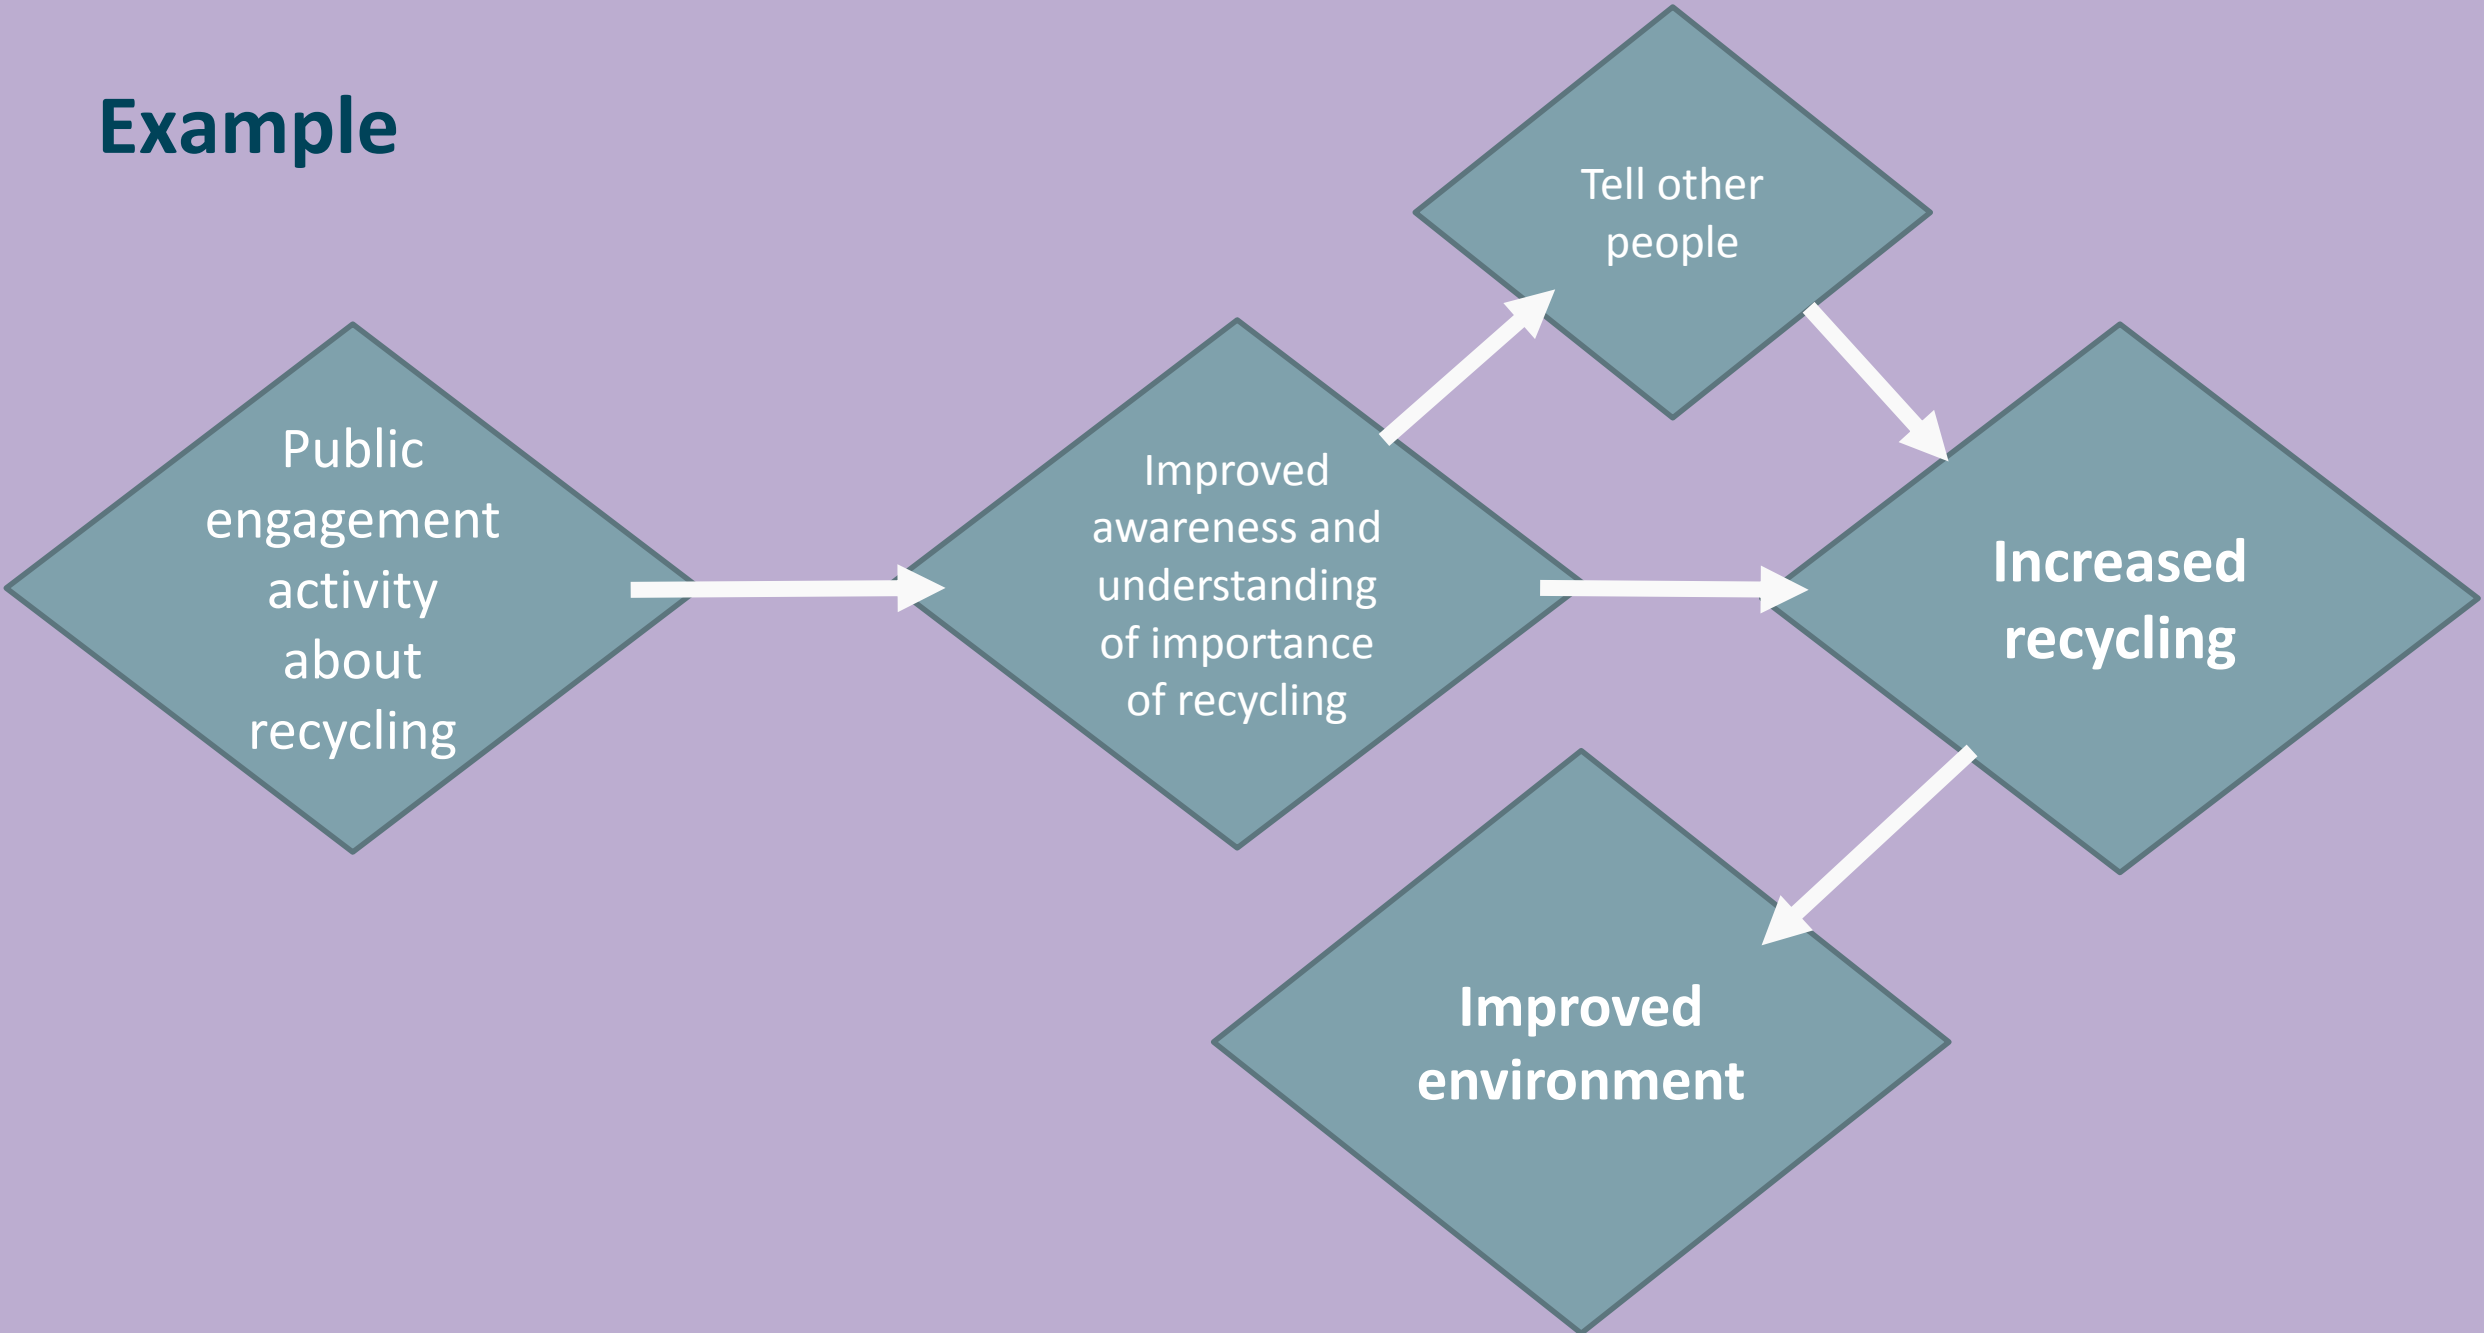 Example
Tell other
people
Public
engagement
activity
about
recycling
Improved
awareness and
understanding
of importance
of recycling
Increased
recycling
Improved
environment